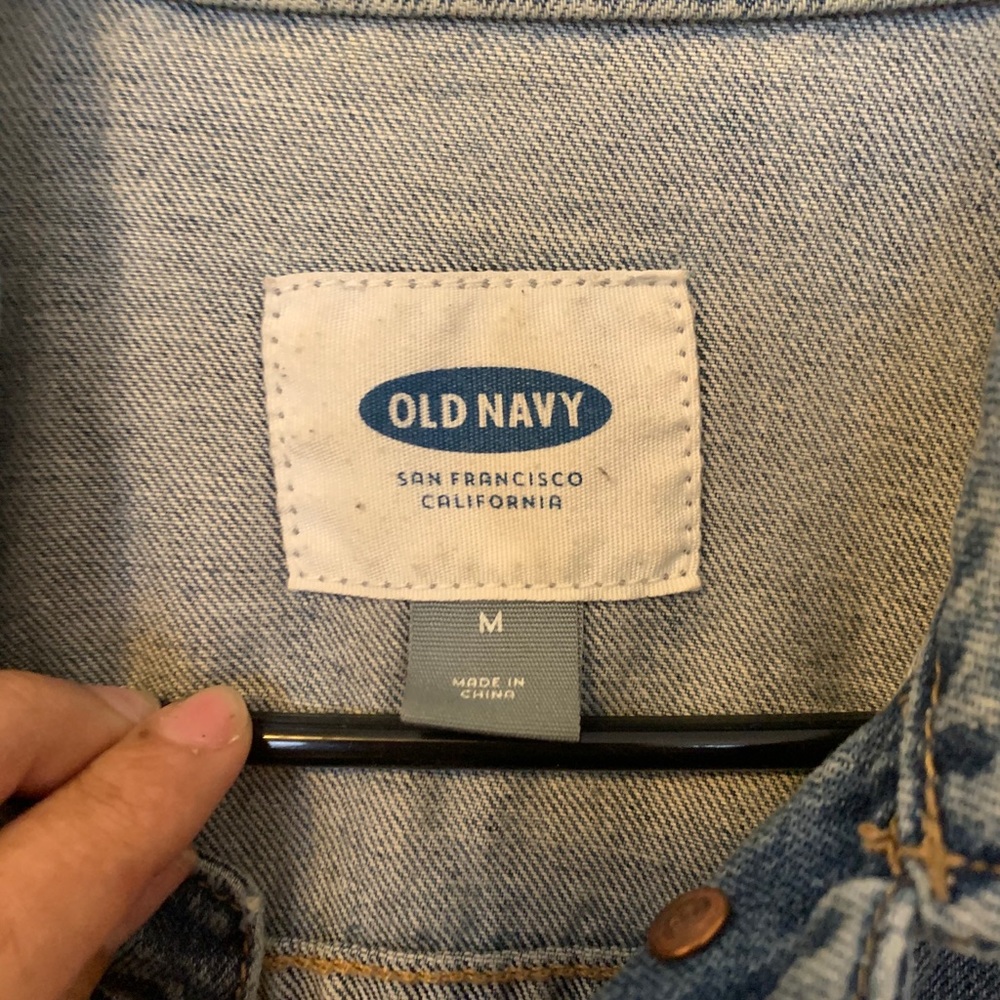 OLD NAVY
SAN FRANCISCO
CALIFORNIA
M
MADE IN
CHINA